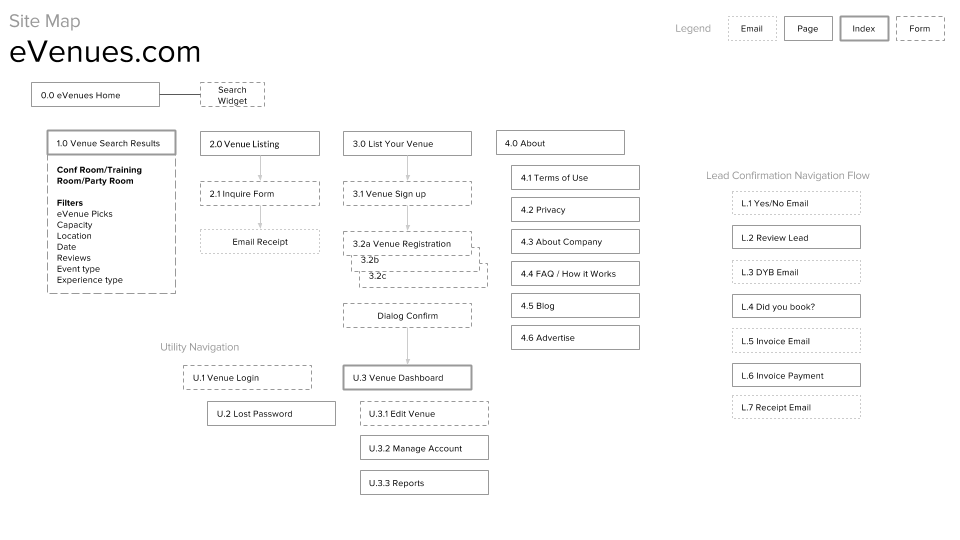 Site Map
eVenues.com
Legend
Email
Page
Index
Form
0.0 eVenues Home
Search
Widget
1.0 Venue Search Results
Conf Room/Training
Room/Party Room
Filters
eVenue Picks
Capacity
Location
Date
Reviews
Event type
Experience type
2.0 Venue Listing
2.1 Inquire Form
Email Receipt
3.0 List Your Venue
3.1 Venue Sign up
3.2a Venue Registration
3.2b
3.2c
Dialog Confirm
4.0 About
4.1 Terms of Use
4.2 Privacy
4.3 About Company
4.4 FAQ / How it Works
4.5 Blog
4.6 Advertise
Utility Navigation
U.1 Venue Login
U.2 Lost Password
U.3 Venue Dashboard
U.3.1 Edit Venue
U.3.2 Manage Account
U.3.3 Reports
Lead Confirmation Navigation Flow
L.1 Yes/No Email
L.2 Review Lead
L.3 DYB Email
L.4 Did you book?
L.5 Invoice Email
L.6 Invoice Payment
L.7 Receipt Email